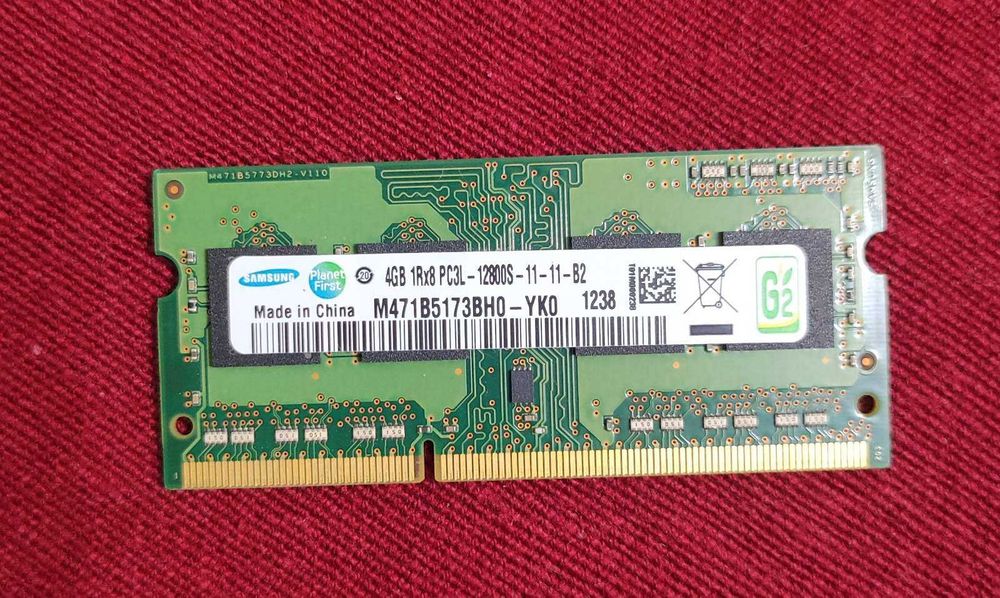 M471B5773DH2-V110
SAMSUNG Planet First 20 4GB 1Rx8 PC3L-12800S-11-11-B2
Made in China M471B5173BH0-YK0 1238
G2